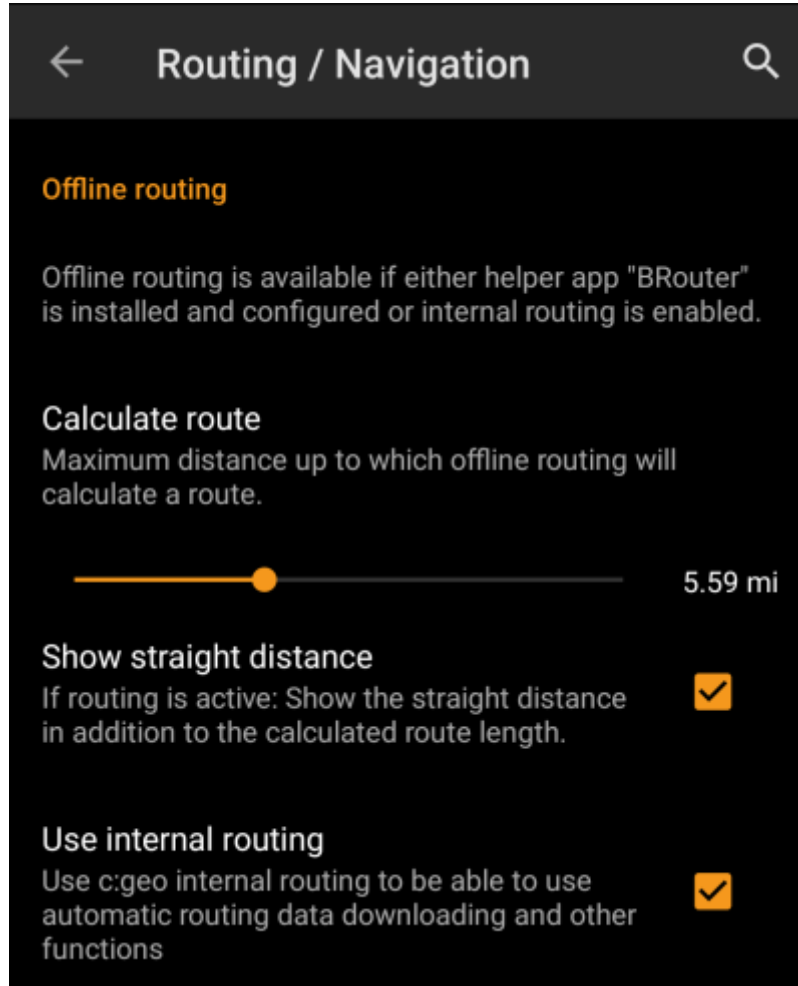 Routing / Navigation
Offline routing
Offline routing is available if either helper app "BRouter"
is installed and configured or internal routing is enabled.
Calculate route
Maximum distance up to which offline routing will
calculate a route.
5.59 mi
Show straight distance
If routing is active: Show the straight distance
in addition to the calculated route length.
Use internal routing
Use c:geo internal routing to be able to use
automatic routing data downloading and other
functions